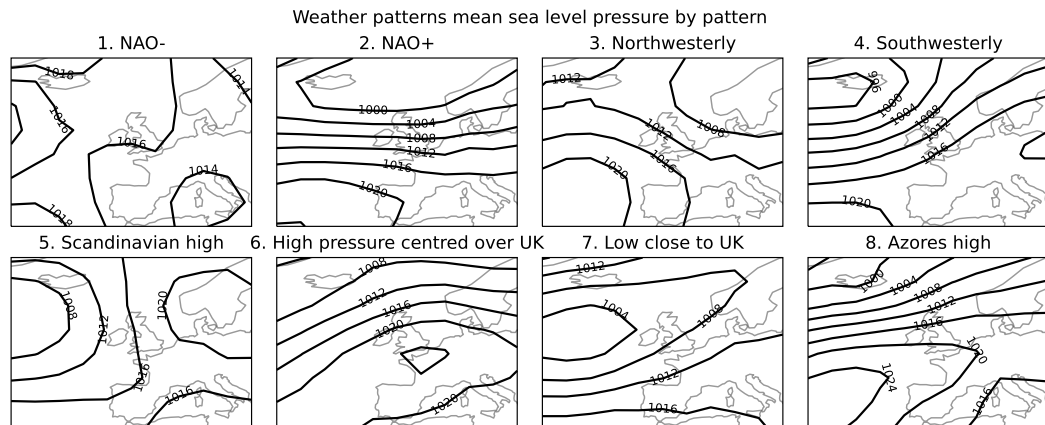 Weather patterns mean sea level pressure by pattern
1. NAO- 2. NAO+ 3. Northwesterly 4. Southwesterly
1018 1014 1016 1016 1014 1018
1000 1004 1008 1012 1016 1020
1012 1012 1008 1016 1020
996 1000 1008 1012 1016 1020
5. Scandinavian high 6. High pressure centred over UK 7. Low close to UK 8. Azores high
1008 1012 1020 1016 1016
1008 1012 1016 1020 1020
1012 1004 1008 1012 1016
1000 1004 1008 1012 1016 1020 1024 1016